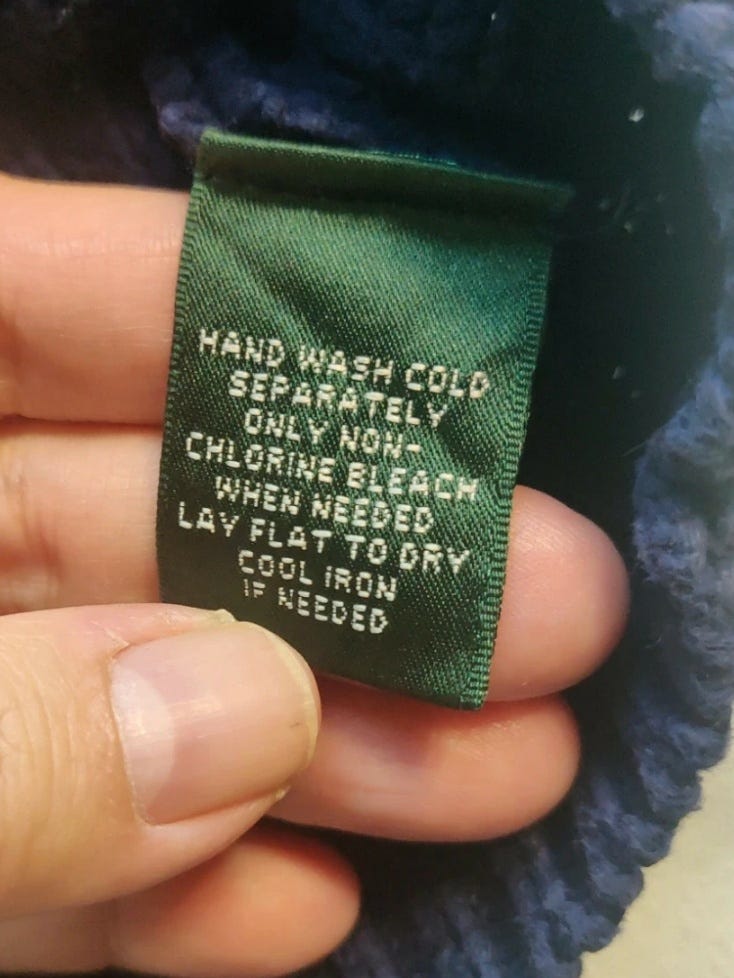 HAND WASH COLD
SEPARATELY
ONLY NON-
CHLORINE BLEACH
WHEN NEEDED
LAY FLAT TO DRY
COOL IRON
IF NEEDED